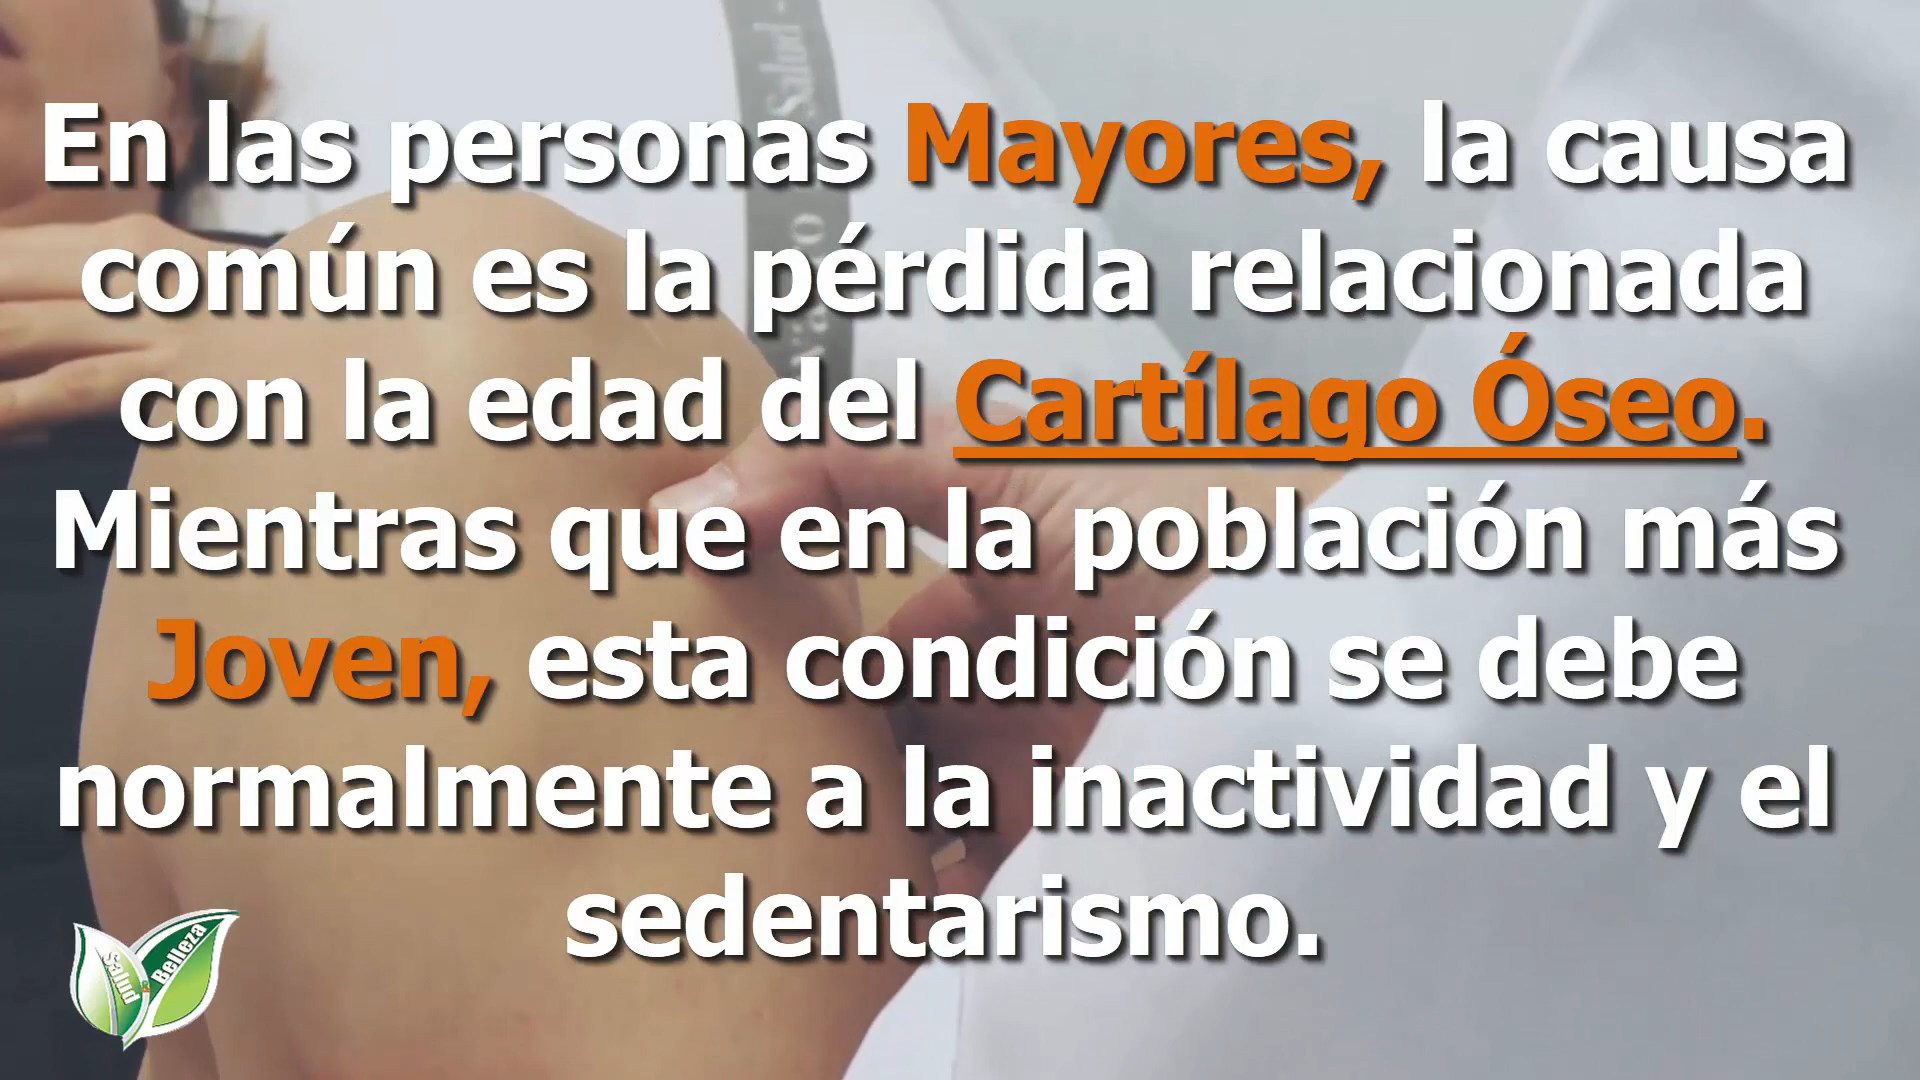 En las personas Mayores, la causa
común es la pérdida relacionada
con la edad del Cartílago Óseo.
Mientras que en la población más
Joven, esta condición se debe
normalmente a la inactividad y el
sedentarismo.
Salud & Belleza
Salud